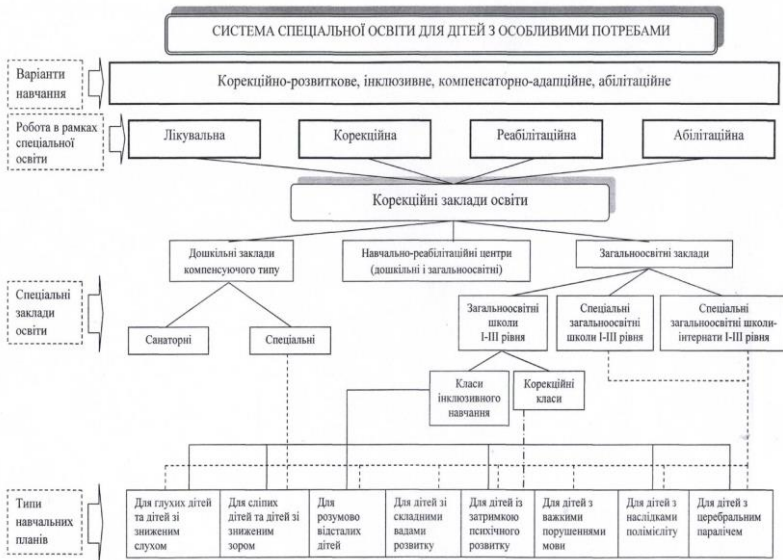 СИСТЕМА СПЕЦІАЛЬНОЇ ОСВІТИ ДЛЯ ДІТЕЙ З ОСОБЛИВИМИ ПОТРЕБАМИ
Варіанти
навчання
Корекційно-розвиткове, інклюзивне, компенсаторно-адапційне, абілітаційне
Робота в рамках
спеціальної
освіти
Лікувальна
Корекційна
Реабілітаційна
Абілітаційна
Корекційні заклади освіти
Дошкільні заклади
компенсуючого типу
Навчально-реабілітаційні центри
(дошкільні і загальноосвітні)
Загальноосвітні заклади
Спеціальні
заклади
освіти
Санаторні
Спеціальні
Загальноосвітні
школи
І-ІІІ рівня
Спеціальні
загальноосвітні
школи І-ІІІ рівня
Спеціальні
загальноосвітні школи-
інтернати І-ІІІ рівня
Класи
інклюзивного
навчання
Корекційні
класи
Типи
навчальних
планів
Для глухих дітей
та дітей зі
зниженим
слухом
Для сліпих
дітей та дітей зі
зниженим
зором
Для
розумово
відсталих
дітей
Для дітей зі
складними
вадами
розвитку
Для дітей із
затримкою
психічного
розвитку
Для дітей з
важкими
порушеннями
мови
Для дітей з
наслідками
полімієліту
Для дітей з
церебральним
паралічем